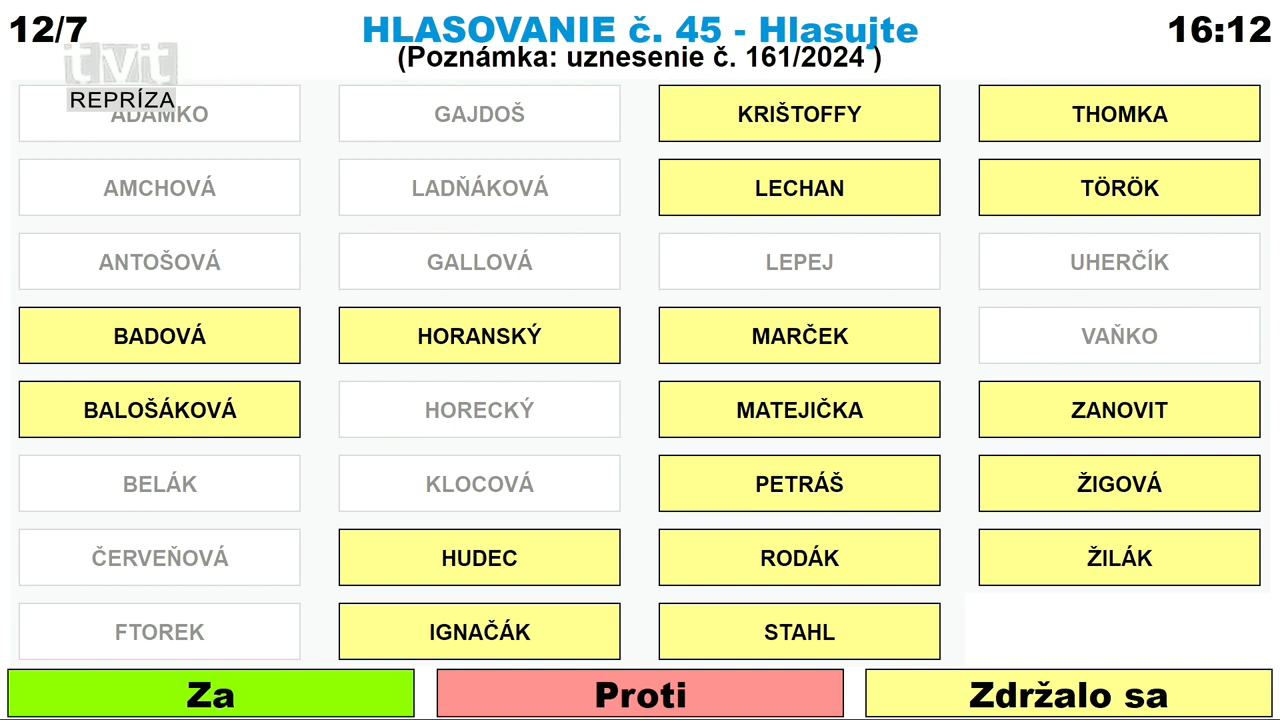 12/7
HLASOVANIE č. 45 - Hlasujte
16:12
(Poznámka: uznesenie č. 161/2024 )
tvit
REPRÍZA
ADAMKO GAJDOŠ KRIŠTOFFY THOMKA
AMCHOVÁ LADŇÁKOVÁ LECHAN TÖRÖK
ANTOŠOVÁ GALLOVÁ LEPEJ UHERČÍK
BADOVÁ HORANSKÝ MARČEK VAŇKO
BALOŠÁKOVÁ HORECKÝ MATEJIČKA ZANOVIT
BELÁK KLOCOVÁ PETRÁŠ ŽIGOVÁ
ČERVEŇOVÁ HUDEC RODÁK ŽILÁK
FTOREK IGNAČÁK STAHL
Za Proti Zdržalo sa